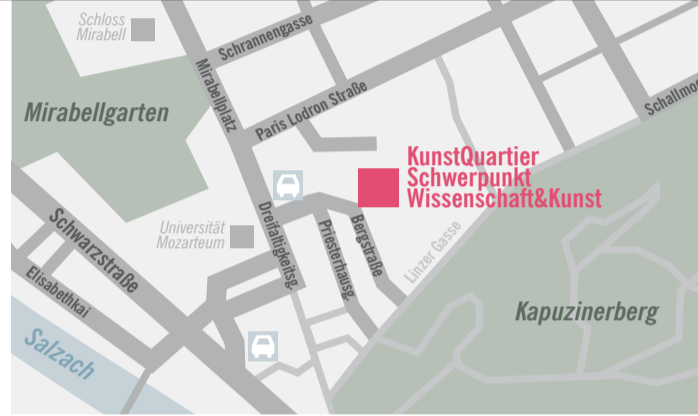 Schloss
Mirabell
Schrannengasse
Mirabellplatz
Mirabellgarten
Paris Lodron Straße
KunstQuartier
Schwerpunkt
Wissenschaft&Kunst
Schwarzstraße
Universität
Mozarteum
Dreifaltigkeitsg.
Priesterhausg.
Bergstraße
Linzer Gasse
Elisabethkai
Kapuzinerberg
Salzach